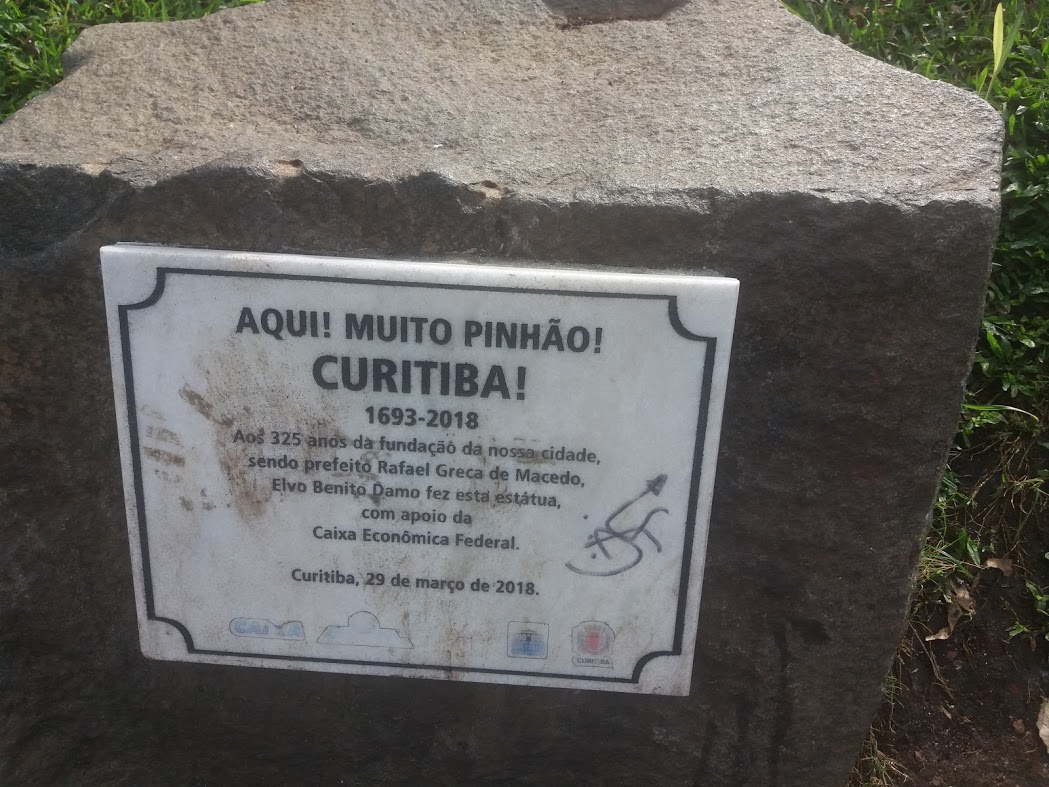 AQUI! MUITO PINHÃO!
CURITIBA!
1693-2018
Aos 325 anos da fundação da nossa cidade,
sendo prefeito Rafael Greca de Macedo,
Elvo Benito Damo fez esta estátua,
com apoio da
Caixa Econômica Federal.
Curitiba, 29 de março de 2018.
CAIXA
CURITIBA